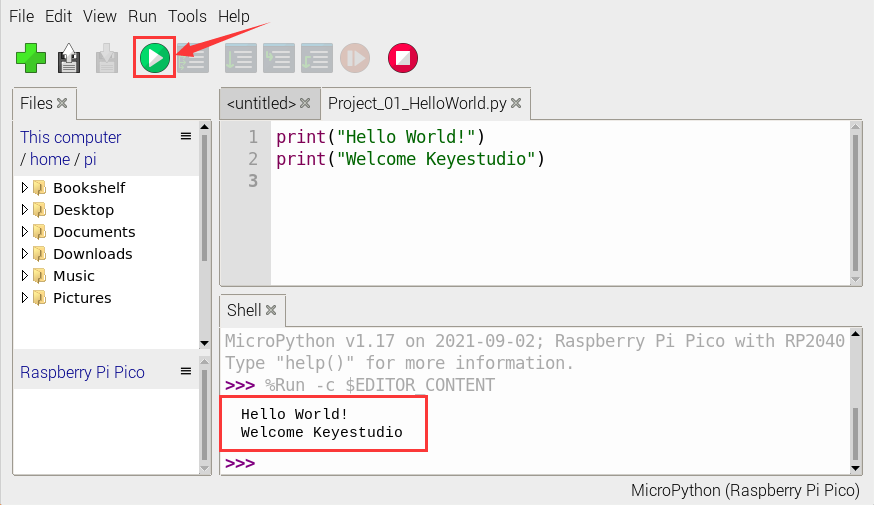 File Edit View Run Tools Help
Files
<untitled> Project_01_HelloWorld.py
This computer
/ home / pi
Bookshelf
Desktop
Documents
Downloads
Music
Pictures
Raspberry Pi Pico
1 print("Hello World!")
2 print("Welcome Keyestudio")
3
Shell
MicroPython v1.17 on 2021-09-02; Raspberry Pi Pico with RP2040
Type "help()" for more information.
>>> %Run -c $EDITOR_CONTENT
Hello World!
Welcome Keyestudio
>>>
MicroPython (Raspberry Pi Pico)